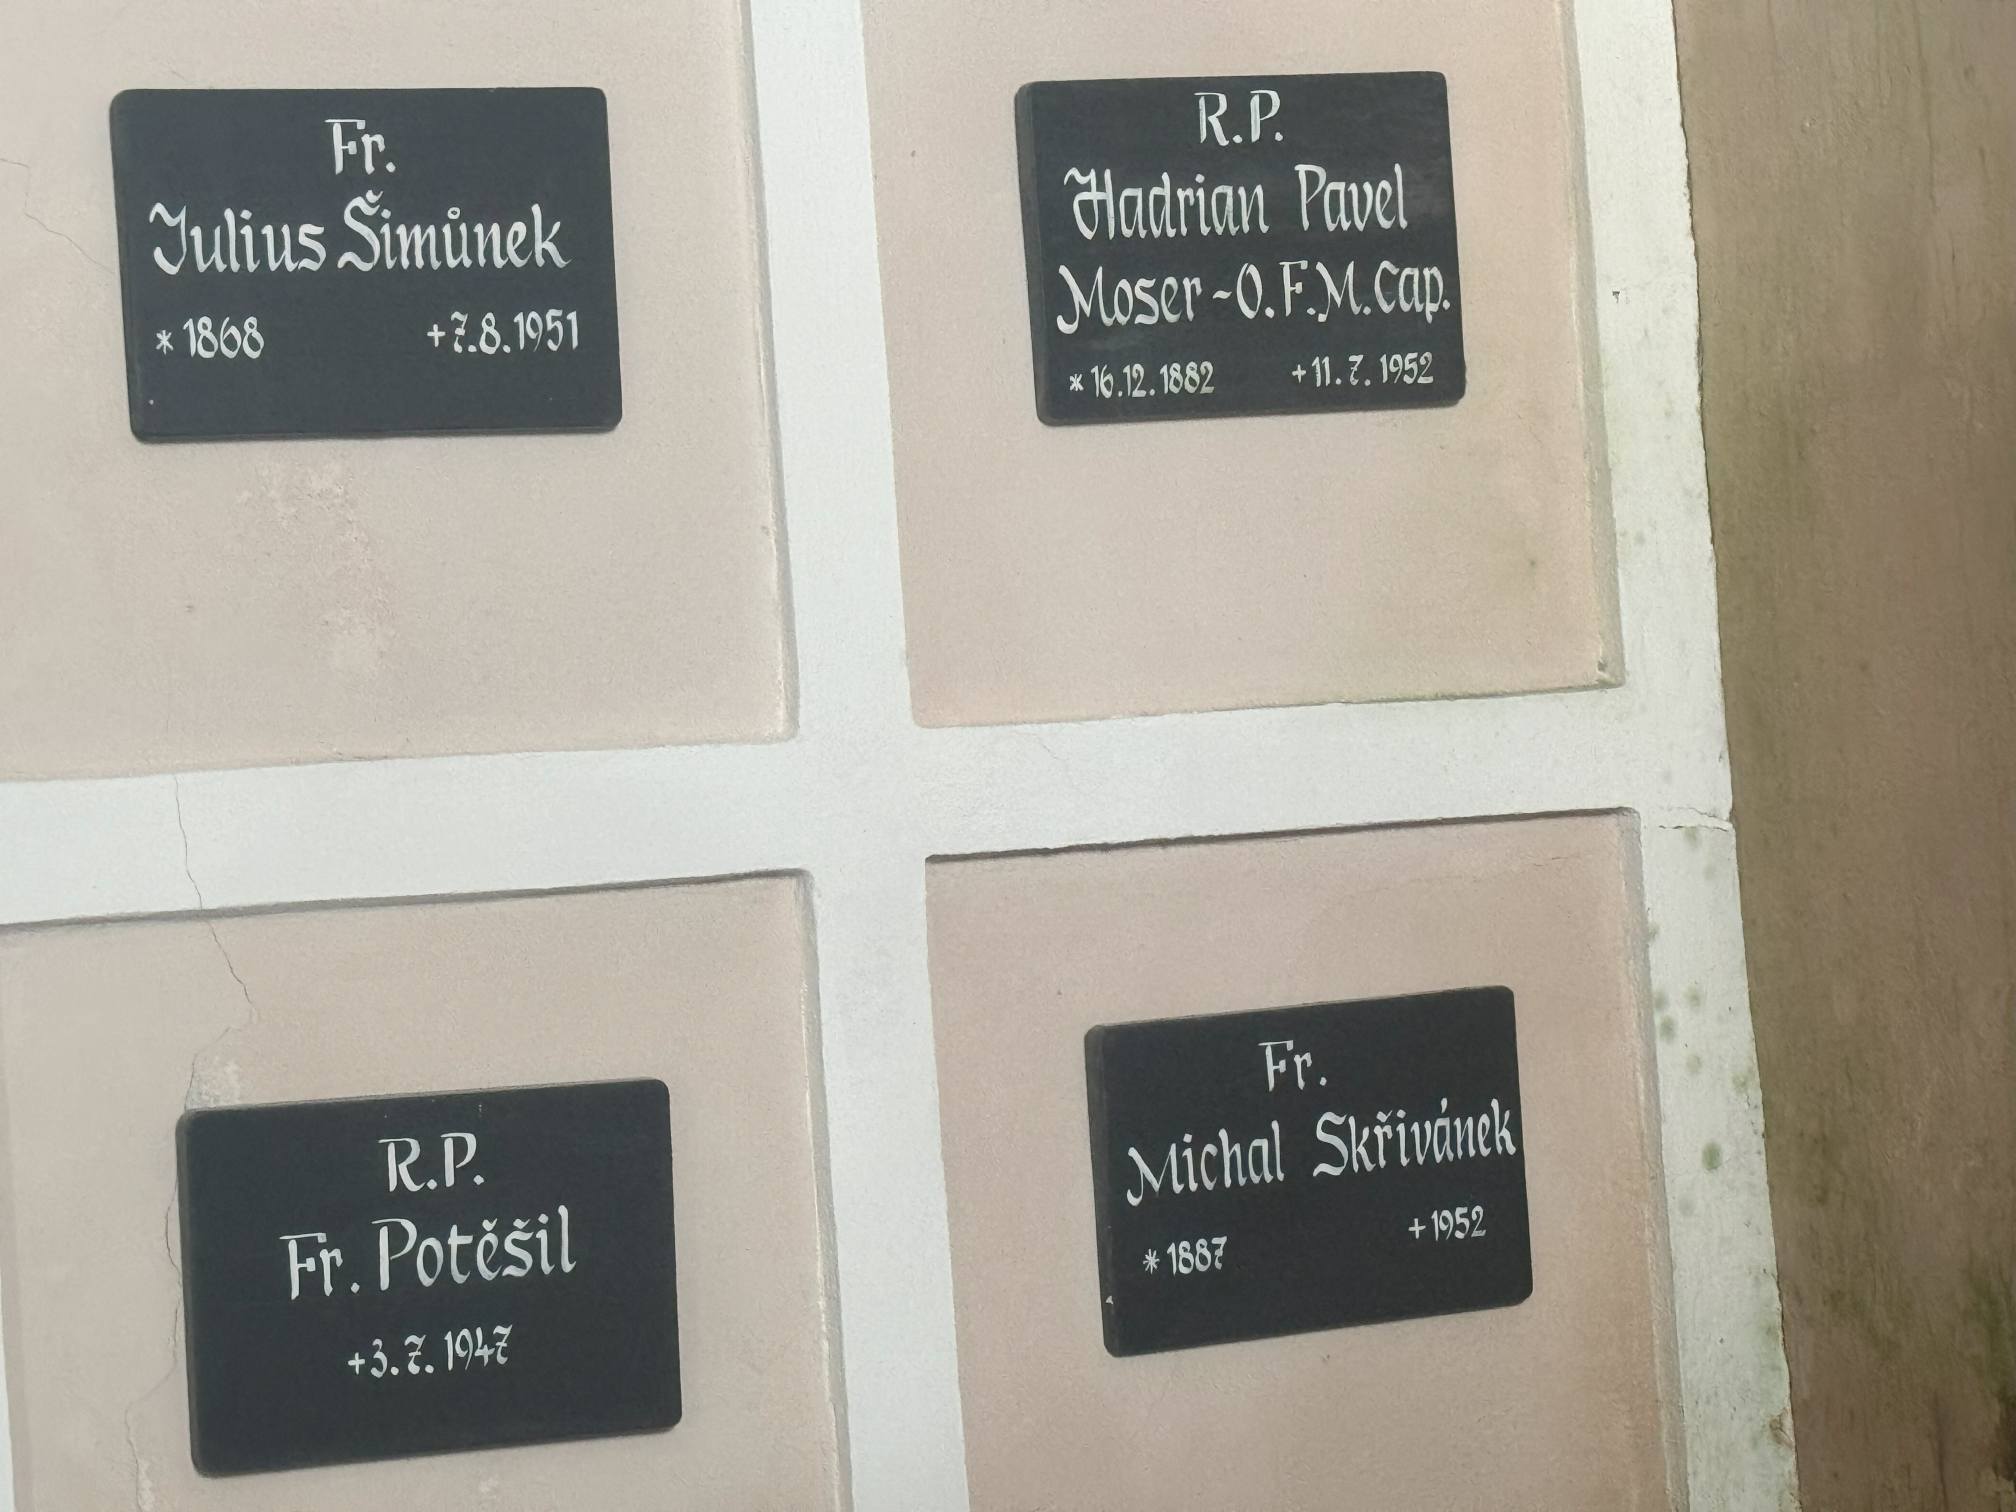 Fr.
Julius Šimůnek
* 1868 +7.8.1951
R.P.
Hadrian Pavel
Moser-O.F.M.Cap.
* 16.12.1882 +11.7.1952
R.P.
Fr. Potěšil
+3.7.1947
Fr.
Michal Skřivánek
* 1887 +1952